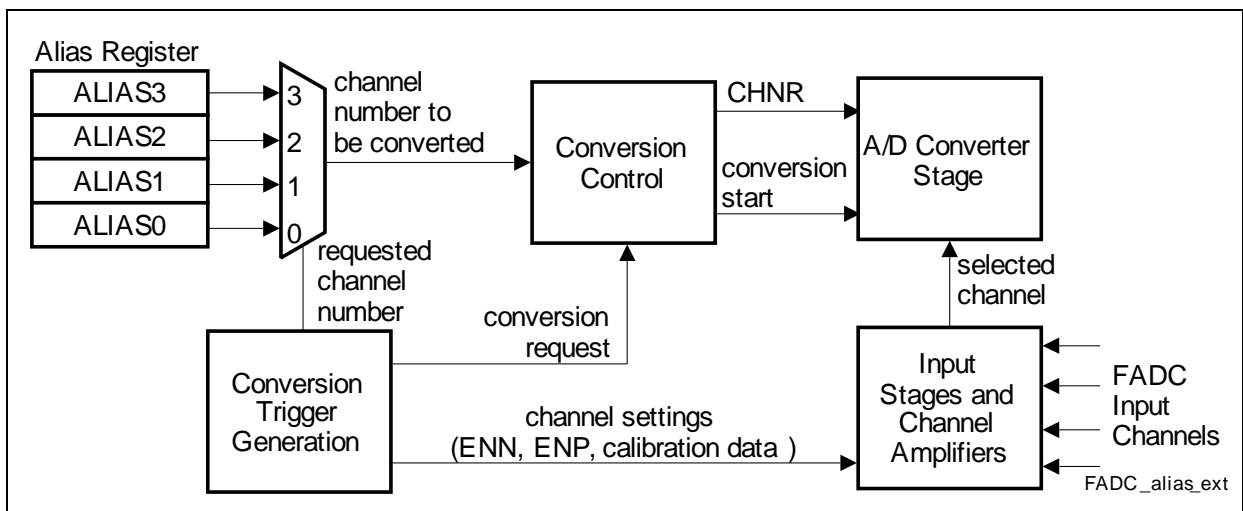 Alias Register
ALIAS3
ALIAS2
ALIAS1
ALIAS0
3
2
1
0
channel
number to
be converted
requested
channel
number
Conversion
Control
CHNR
conversion
start
A/D Converter
Stage
selected
channel
conversion
request
Conversion
Trigger
Generation
channel settings
(ENN, ENP, calibration data )
Input
Stages and
Channel
Amplifiers
FADC
Input
Channels
FADC_alias_ext